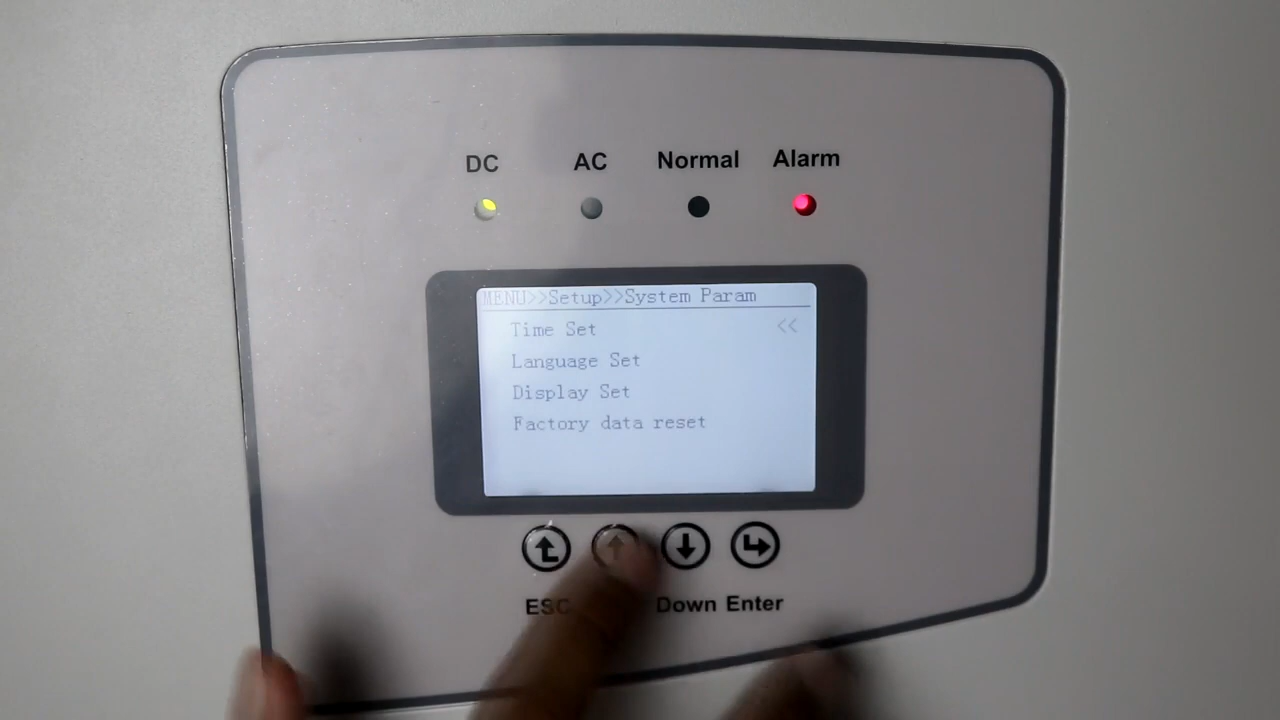 DC AC Normal Alarm
MENU>>Setup>>System Param
Time Set <<
Language Set
Display Set
Factory data reset
ESC Down Enter